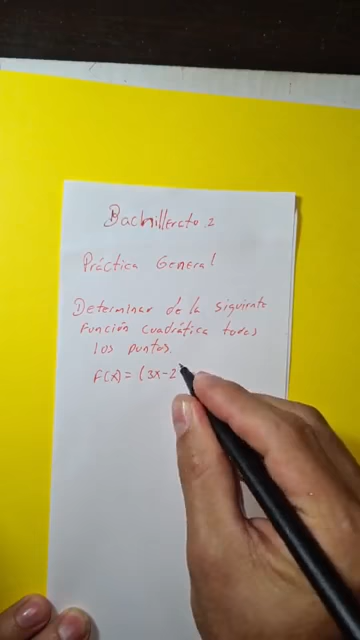 Bachillerato. 2
Práctica General
Determinar de la siguiente
función cuadrática todos
los puntos.
f(x) = (3x-2